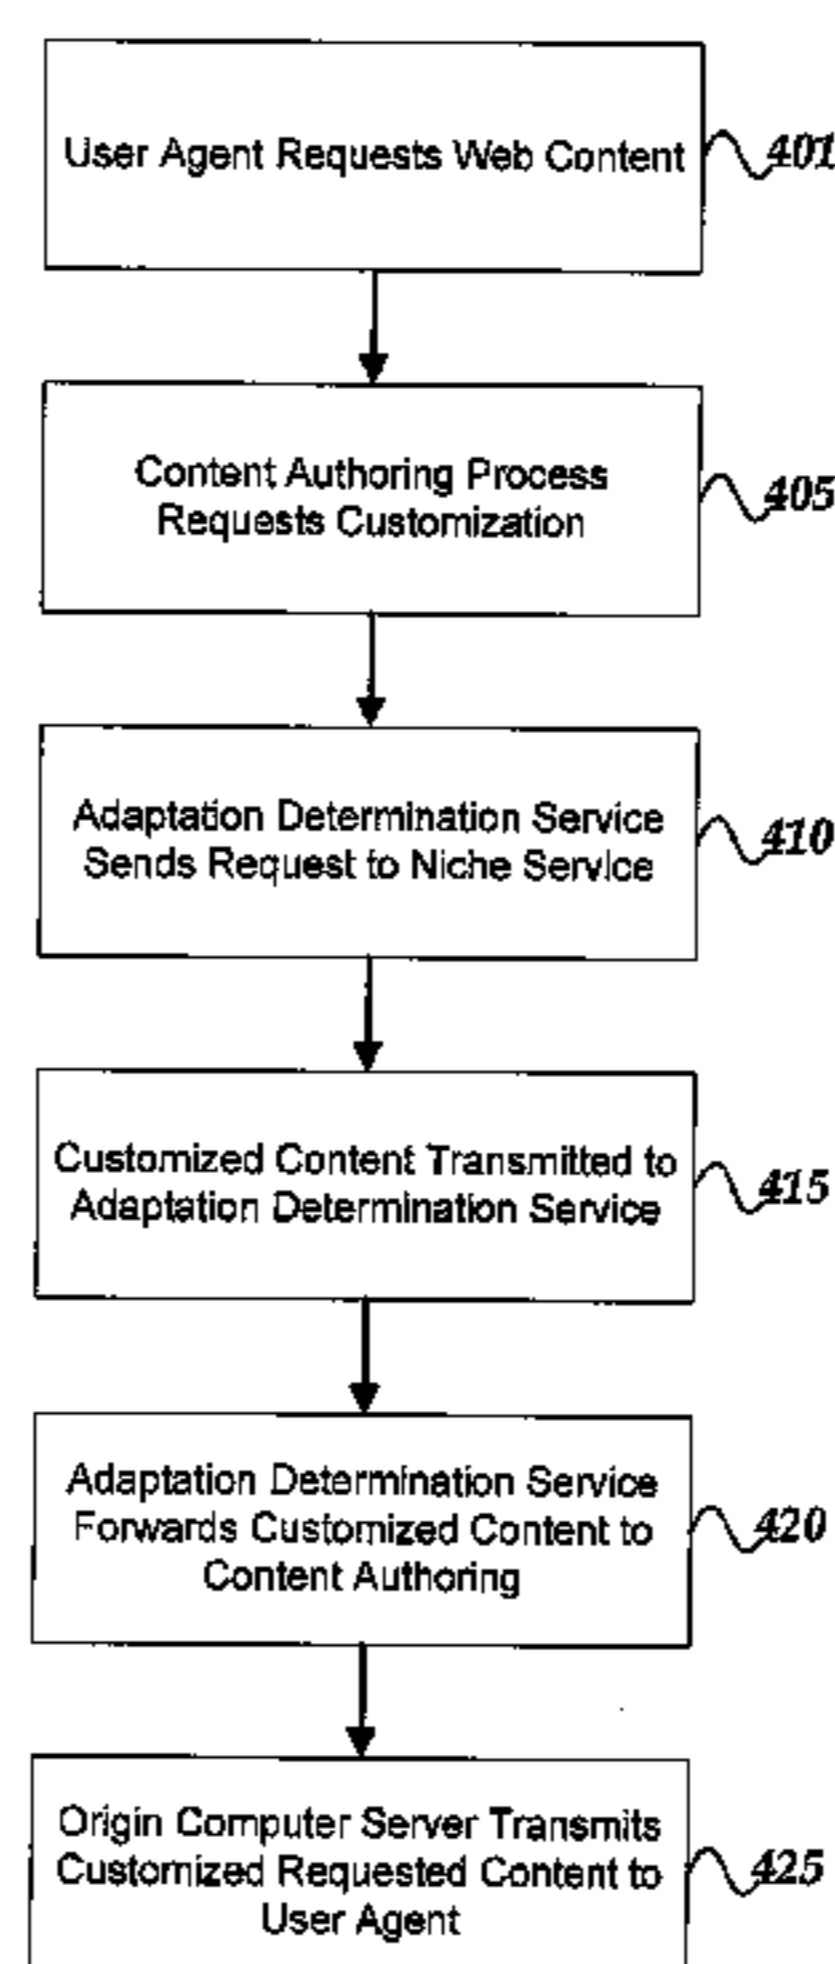 User Agent Requests Web Content
401
Content Authoring Process
Requests Customization
405
Adaptation Determination Service
Sends Request to Niche Service
410
Customized Content Transmitted to
Adaptation Determination Service
415
Adaptation Determination Service
Forwards Customized Content to
Content Authoring
420
Origin Computer Server Transmits
Customized Requested Content to
User Agent
425